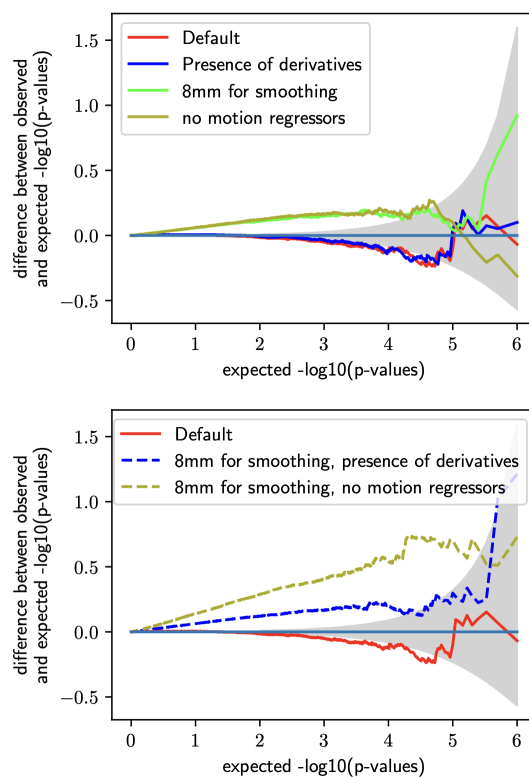 1.5
1.0
0.5
0.0
−0.5
difference between observed
and expected -log10(p-values)
Default
Presence of derivatives
8mm for smoothing
no motion regressors
0 1 2 3 4 5 6
expected -log10(p-values)
1.5
1.0
0.5
0.0
−0.5
difference between observed
and expected -log10(p-values)
Default
8mm for smoothing, presence of derivatives
8mm for smoothing, no motion regressors
0 1 2 3 4 5 6
expected -log10(p-values)